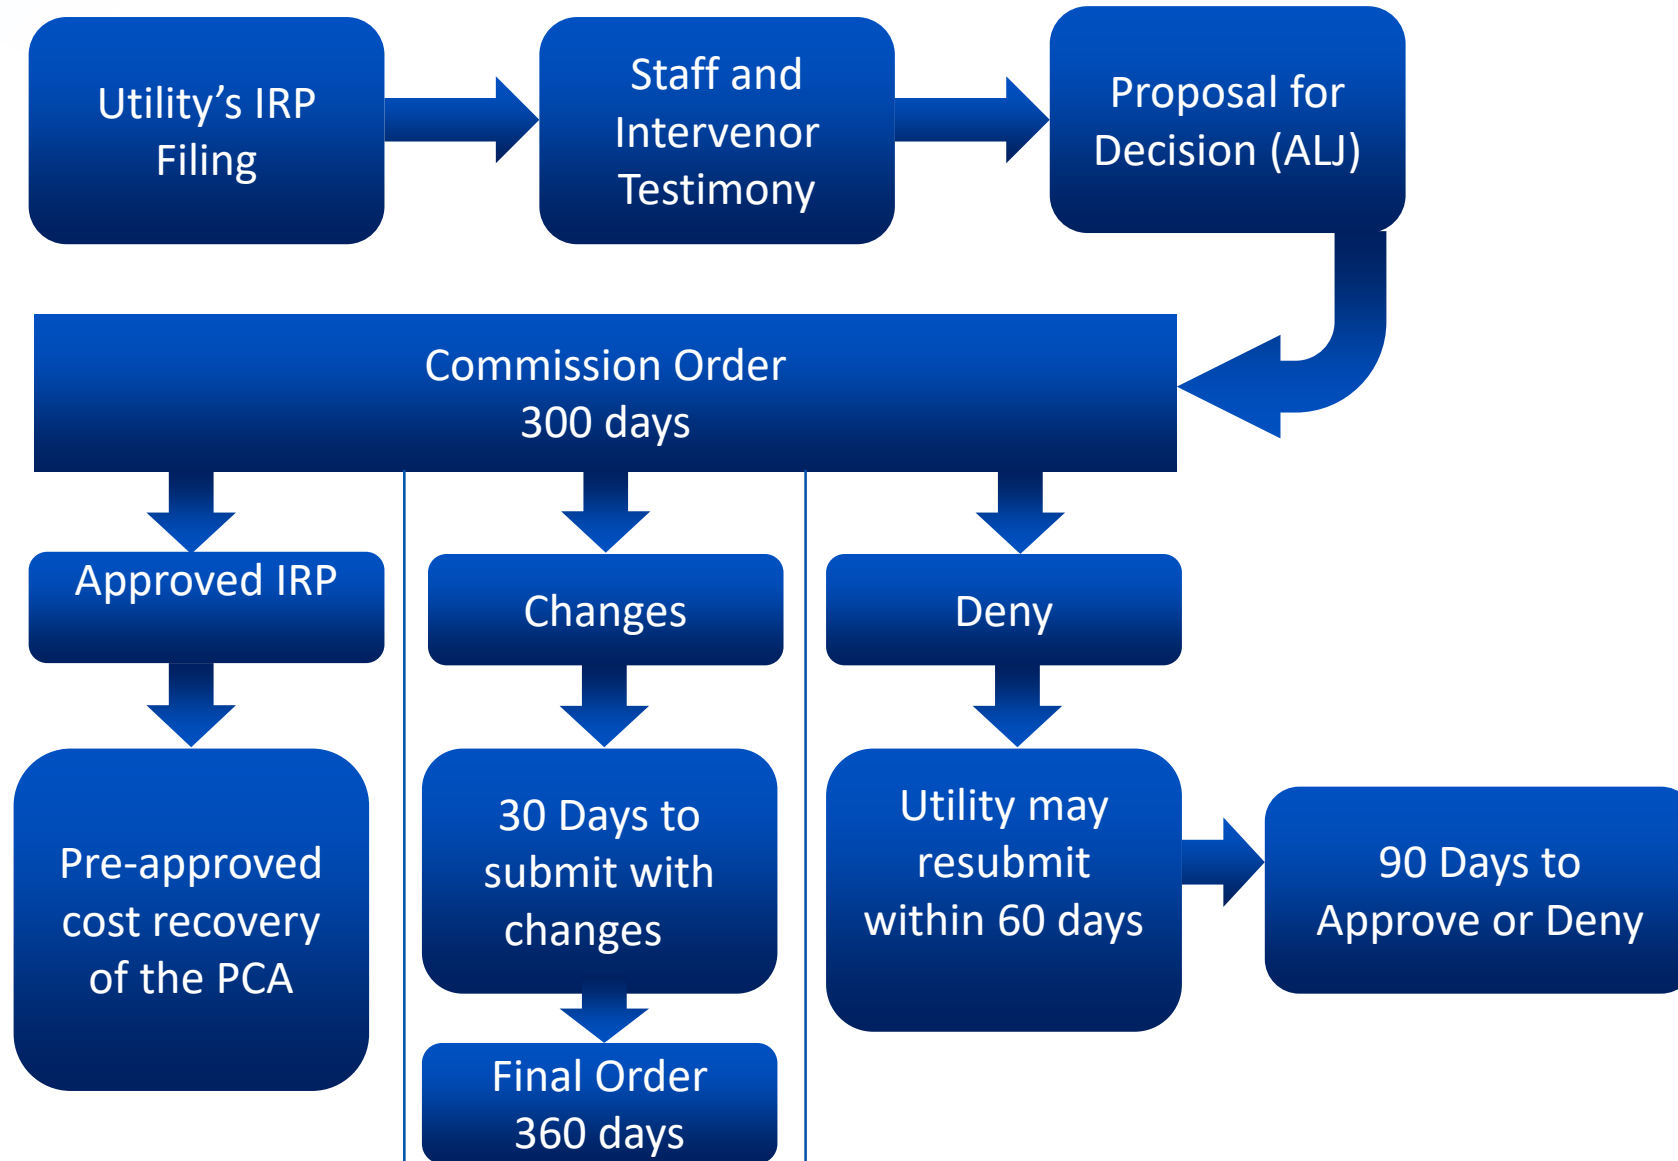 Utility’s IRP
Filing
Staff and
Intervenor
Testimony
Proposal for
Decision (ALJ)
Commission Order
300 days
Approved IRP
Changes
Deny
Pre-approved
cost recovery
of the PCA
30 Days to
submit with
changes
Utility may
resubmit
within 60 days
90 Days to
Approve or Deny
Final Order
360 days